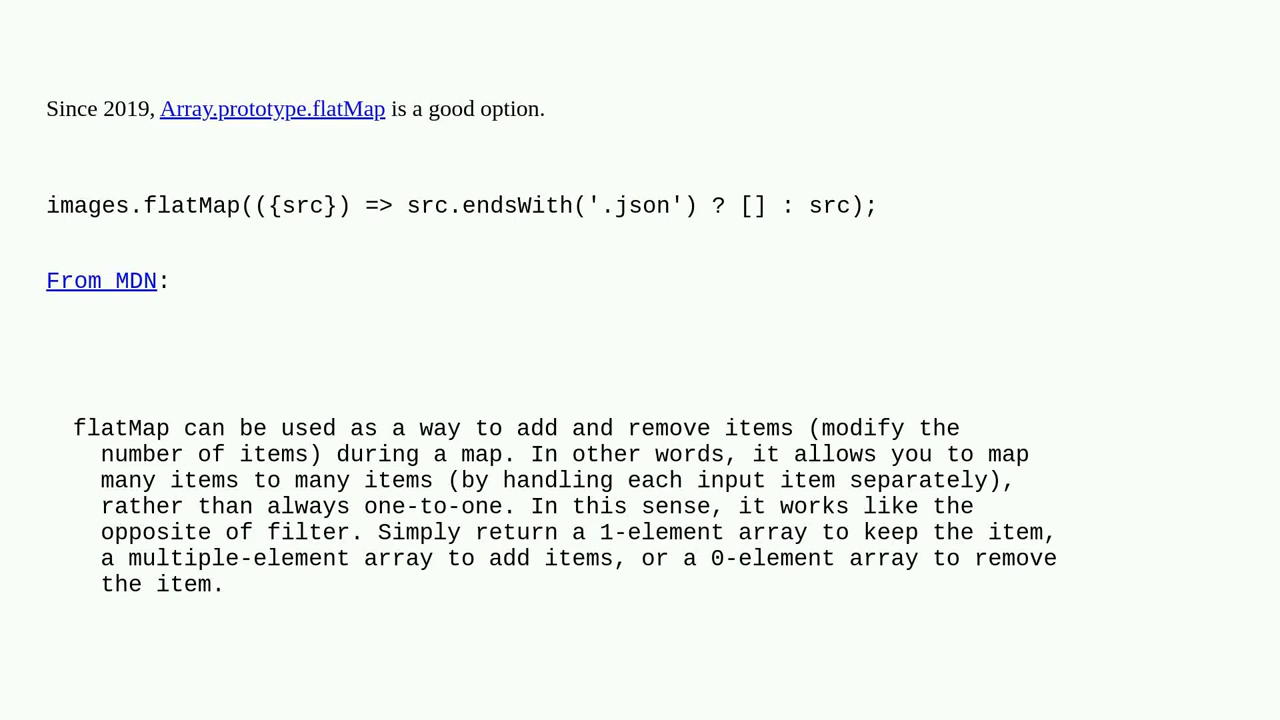 Since 2019, Array.prototype.flatMap is a good option.
images.flatMap(({src}) => src.endsWith('.json') ? [] : src);
From MDN:
flatMap can be used as a way to add and remove items (modify the
number of items) during a map. In other words, it allows you to map
many items to many items (by handling each input item separately),
rather than always one-to-one. In this sense, it works like the
opposite of filter. Simply return a 1-element array to keep the item,
a multiple-element array to add items, or a 0-element array to remove
the item.